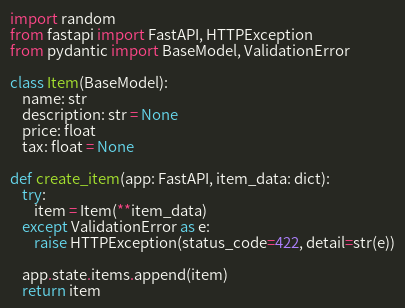 import random
from fastapi import FastAPI, HTTPException
from pydantic import BaseModel, ValidationError

class Item(BaseModel):
    name: str
    description: str = None
    price: float
    tax: float = None

def create_item(app: FastAPI, item_data: dict):
    try:
        item = Item(**item_data)
    except ValidationError as e:
        raise HTTPException(status_code=422, detail=str(e))

    app.state.items.append(item)
    return item